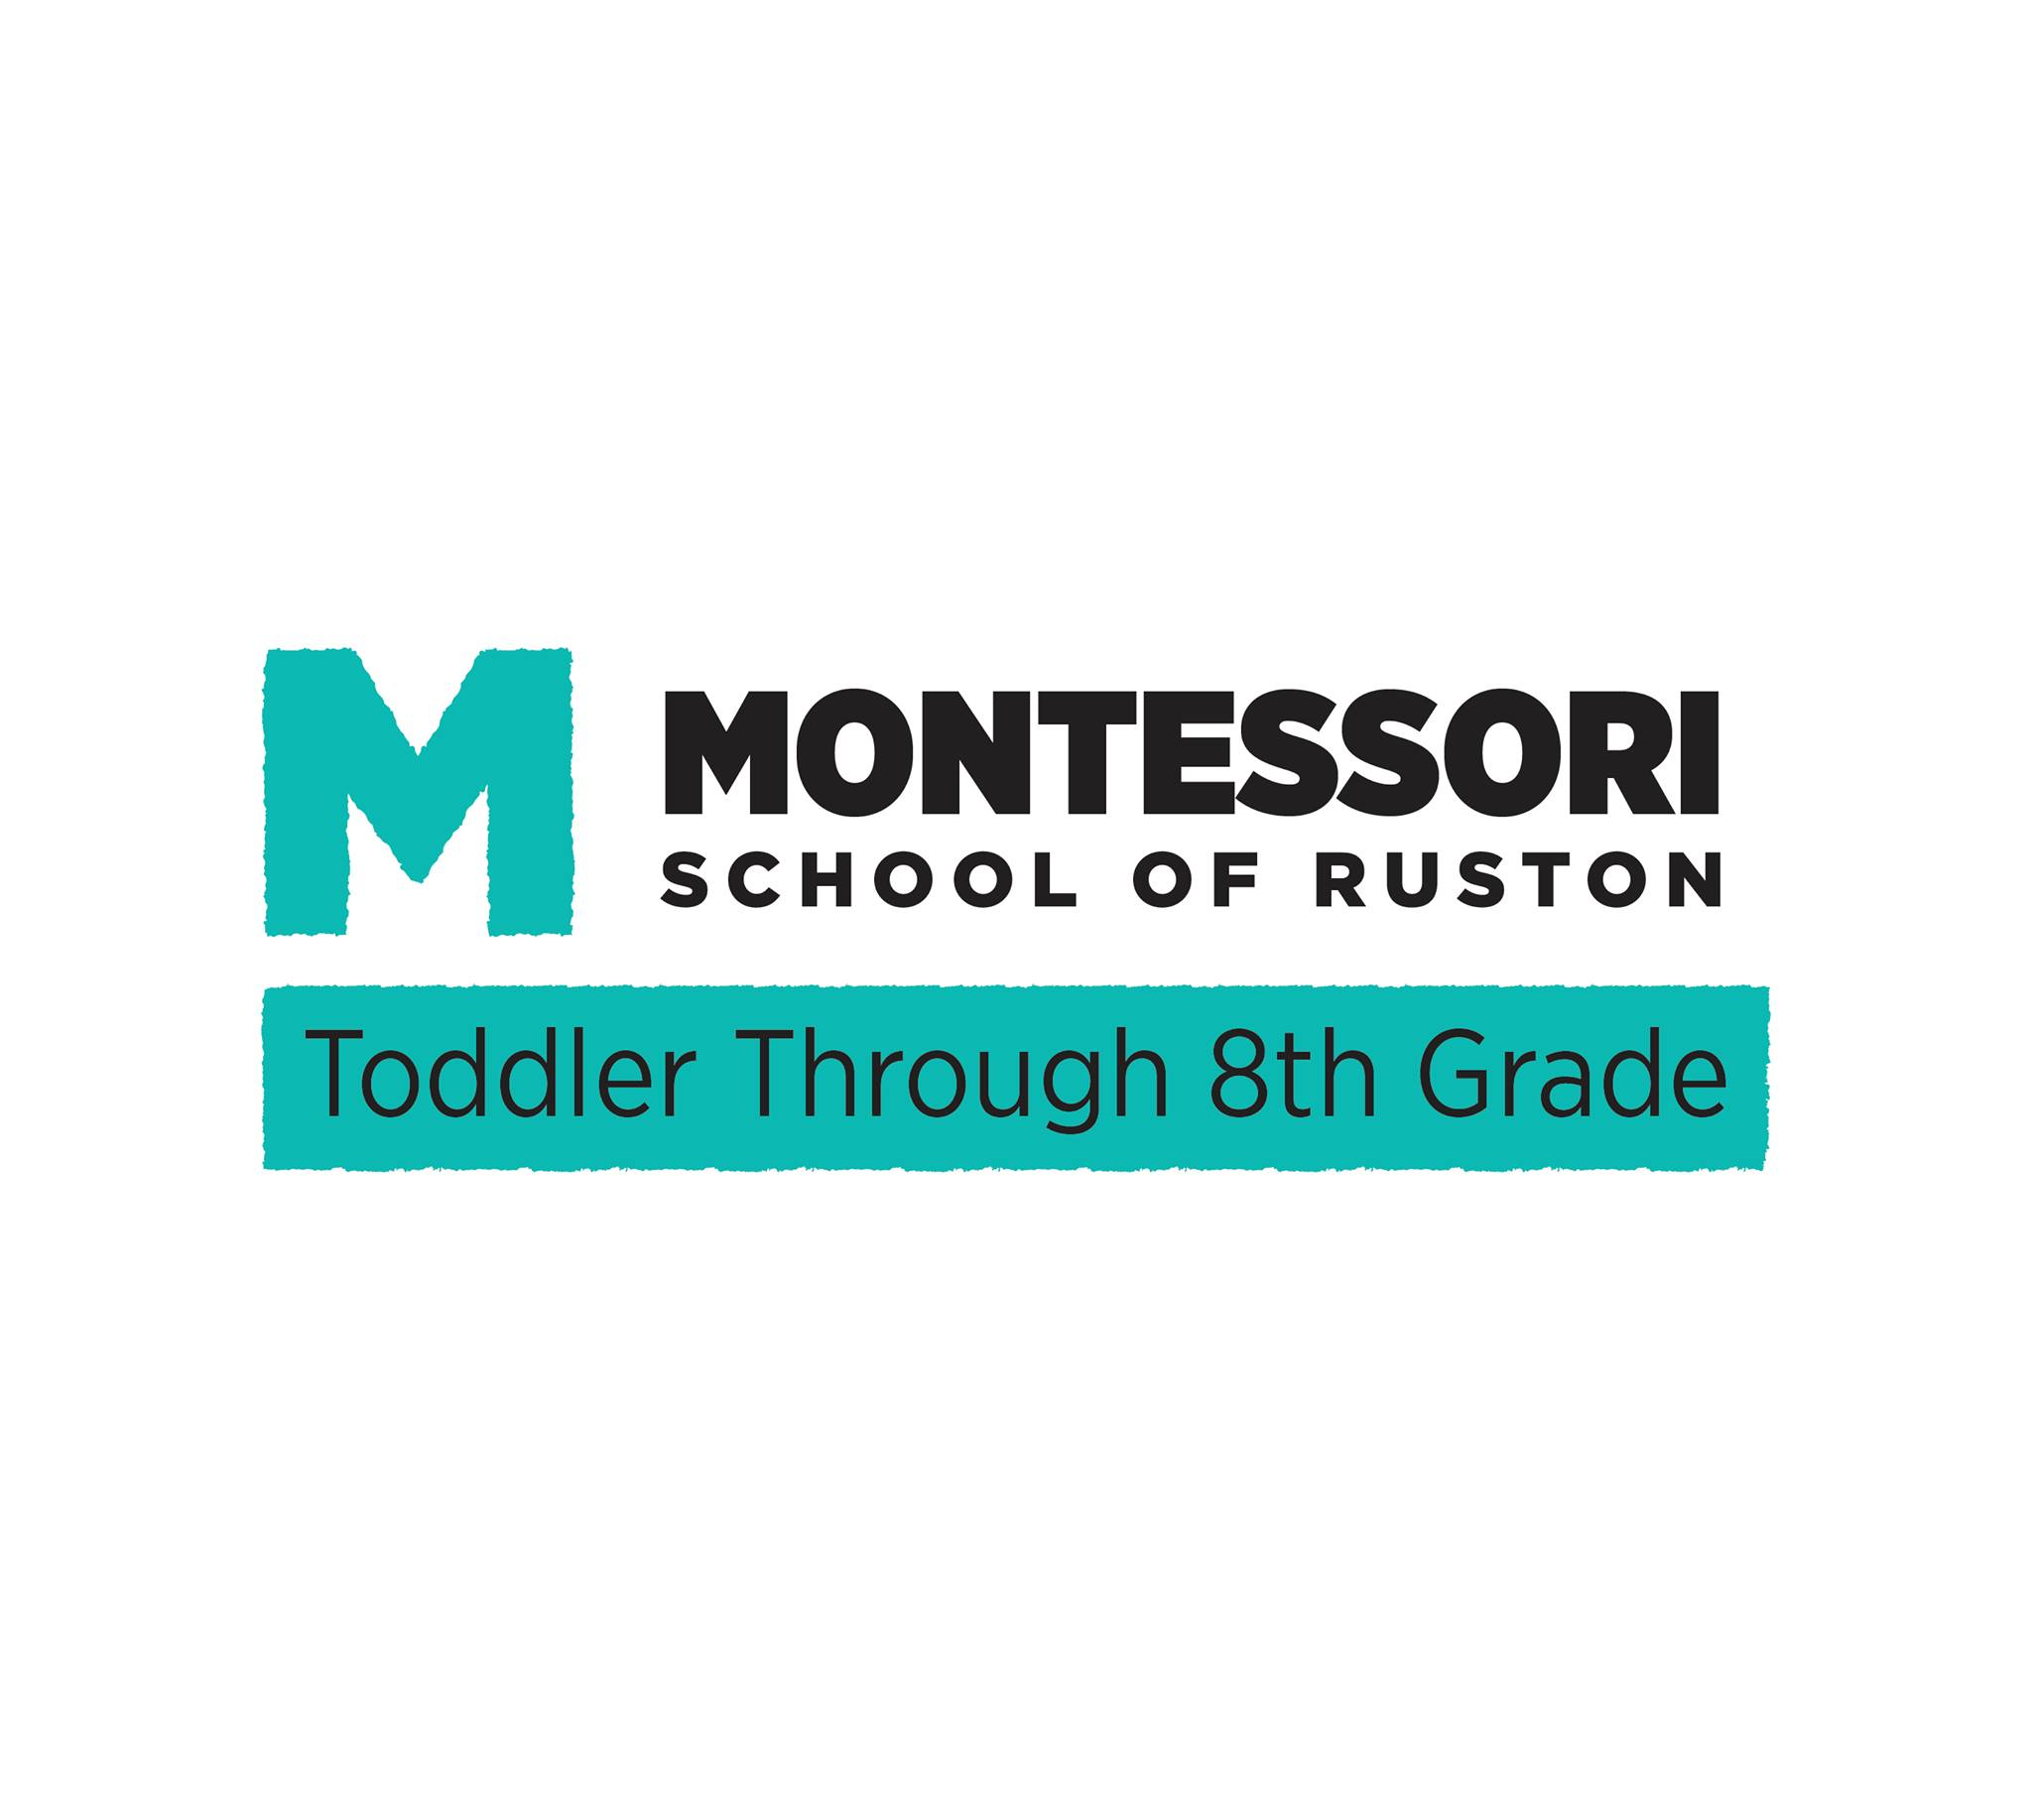 M
MONTESSORI
SCHOOL OF RUSTON
Toddler Through 8th Grade